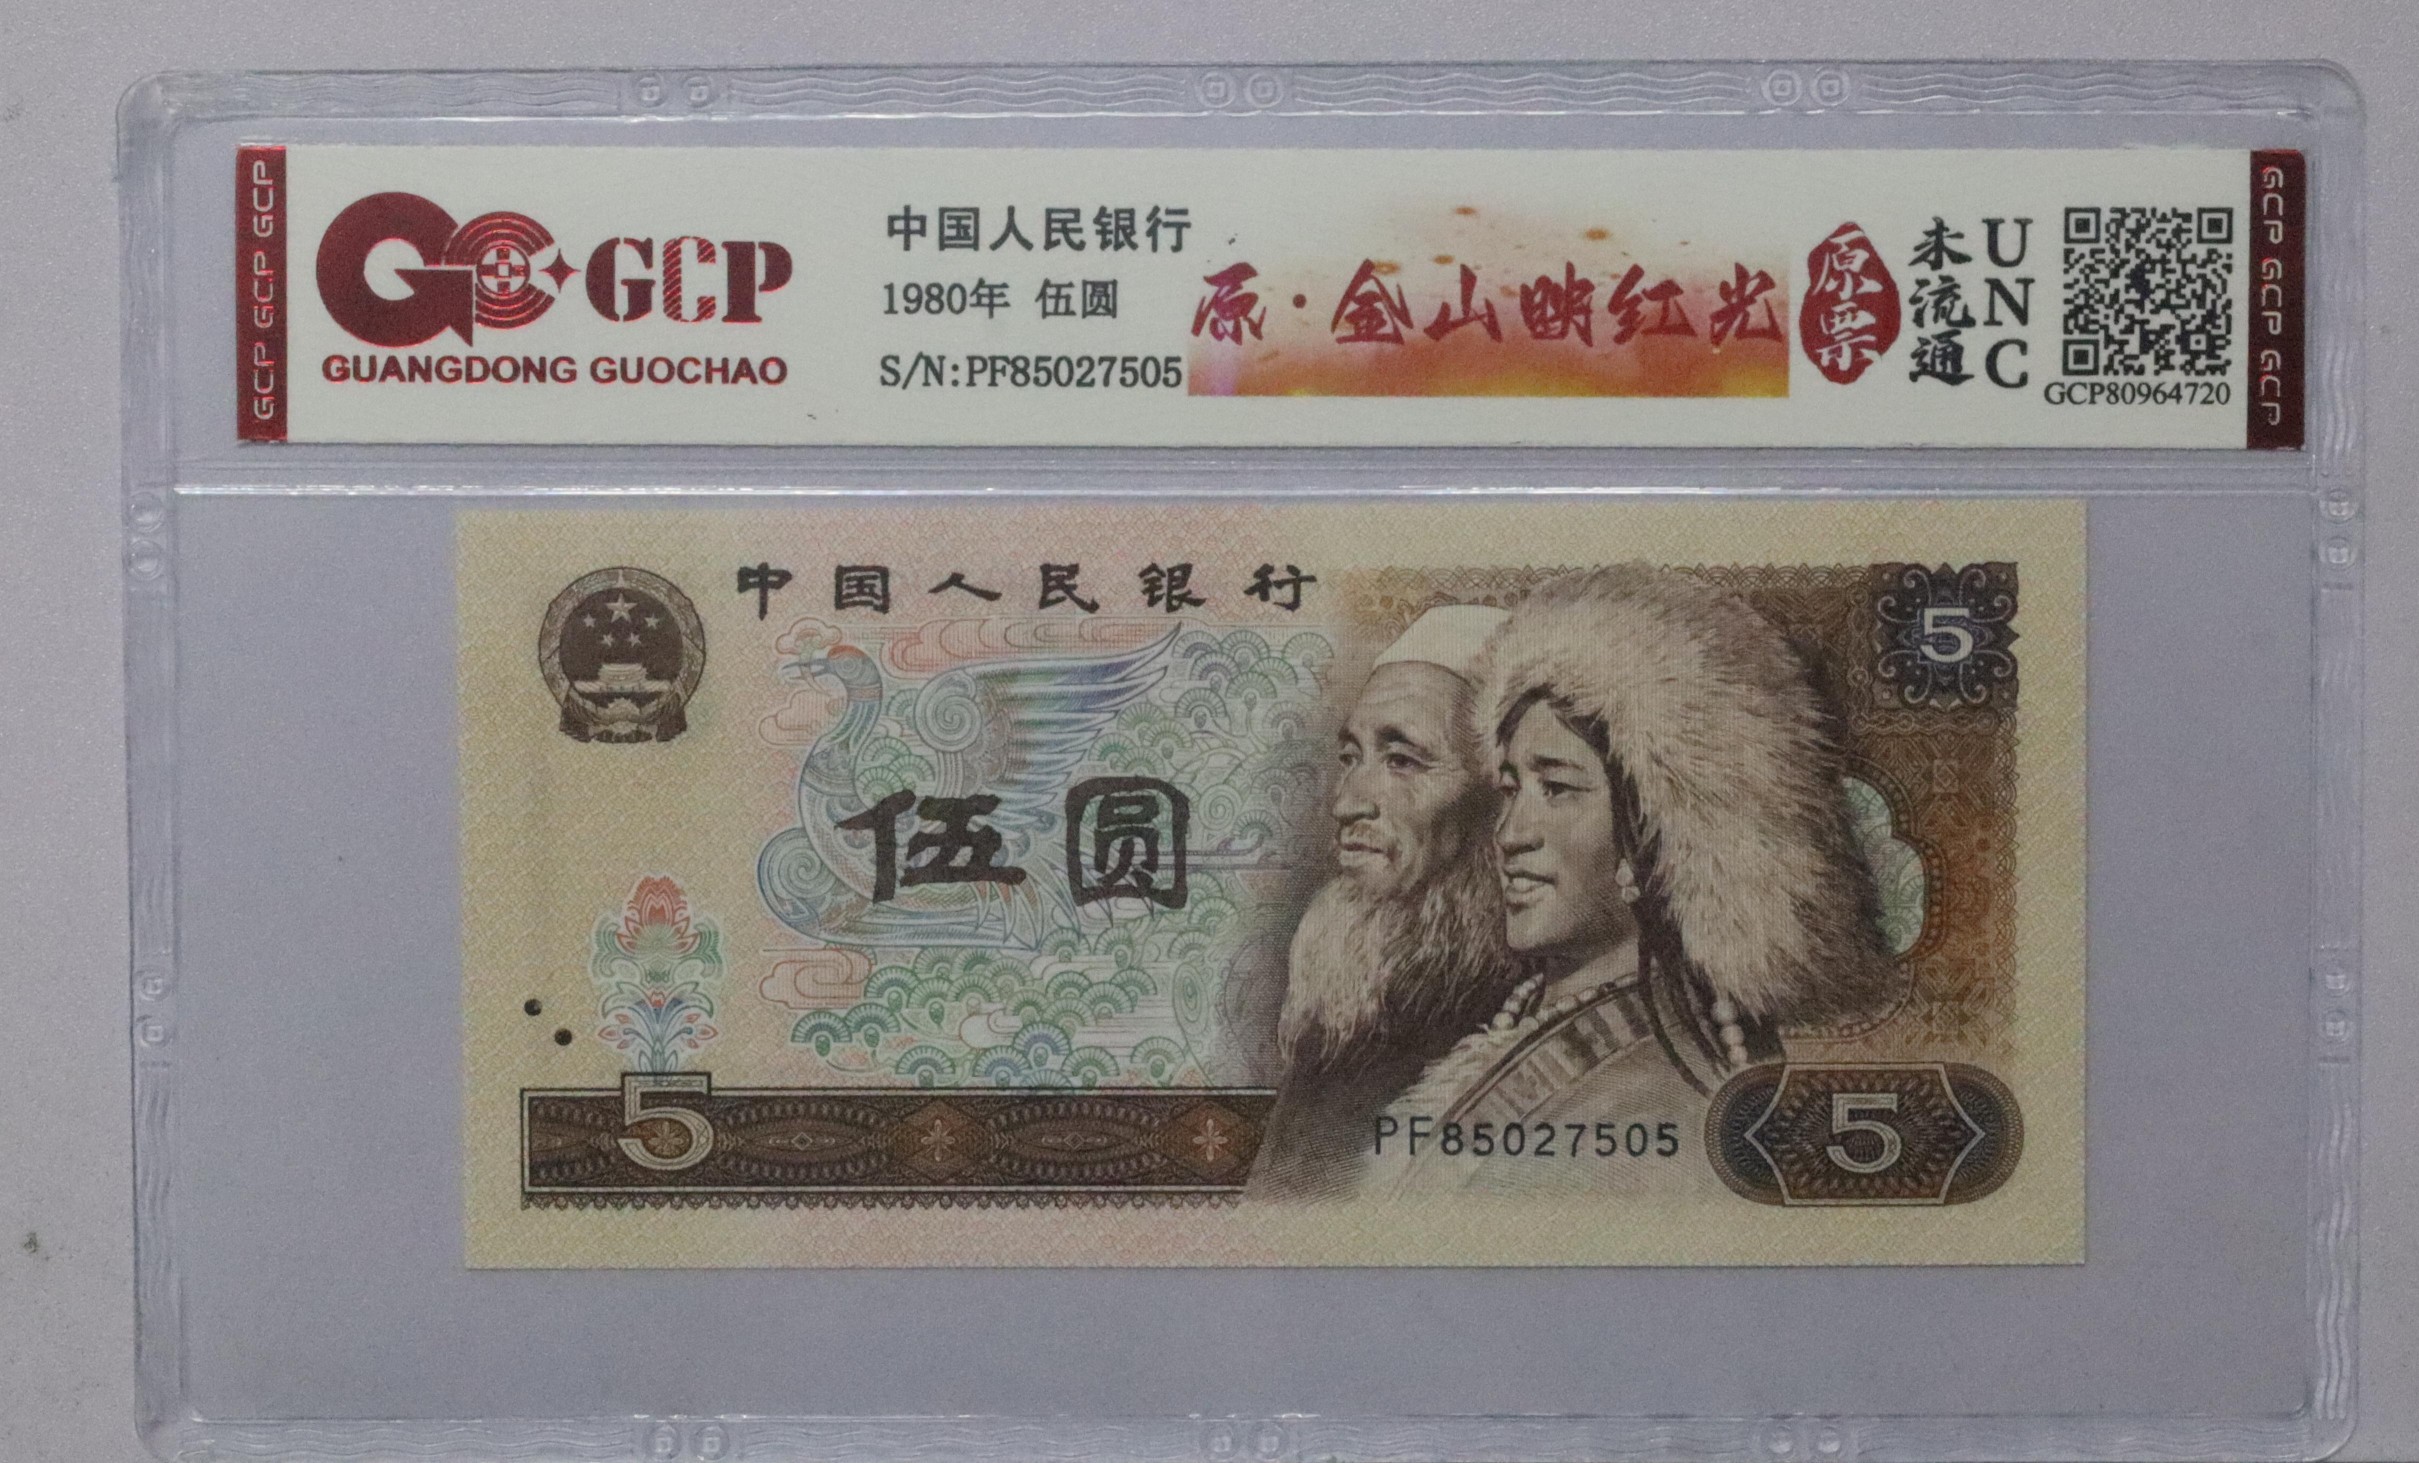 GCP GCP GCP
GCP
GUANGDONG GUOCHAO
中国人民银行
1980年 伍圆
S/N:PF85027505
原·金山映红光
原票
未流通
UNC
GCP80964720
GCP GCP GCP
中国人民银行
5
伍圆
5
PF85027505
5